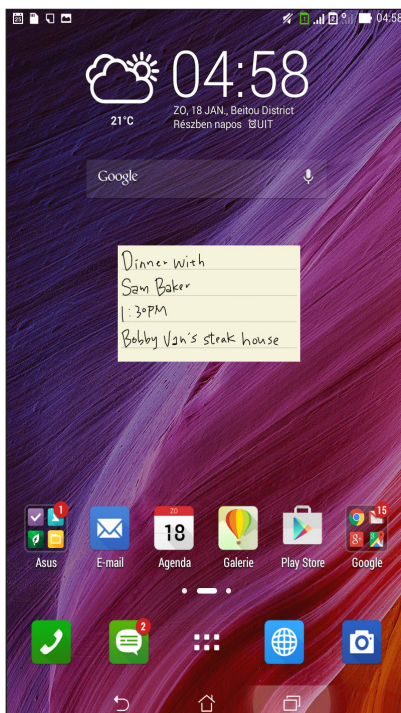 04:58
04:58
ZO, 18 JAN., Beitou District
21°C
Részben napos UIT
Google
Dinner with
Sam Baker
1:30PM
Bobby Van's steak house
1
ZO
18
15
8+
Asus
E-mail
Agenda
Galerie
Play Store
Google
2